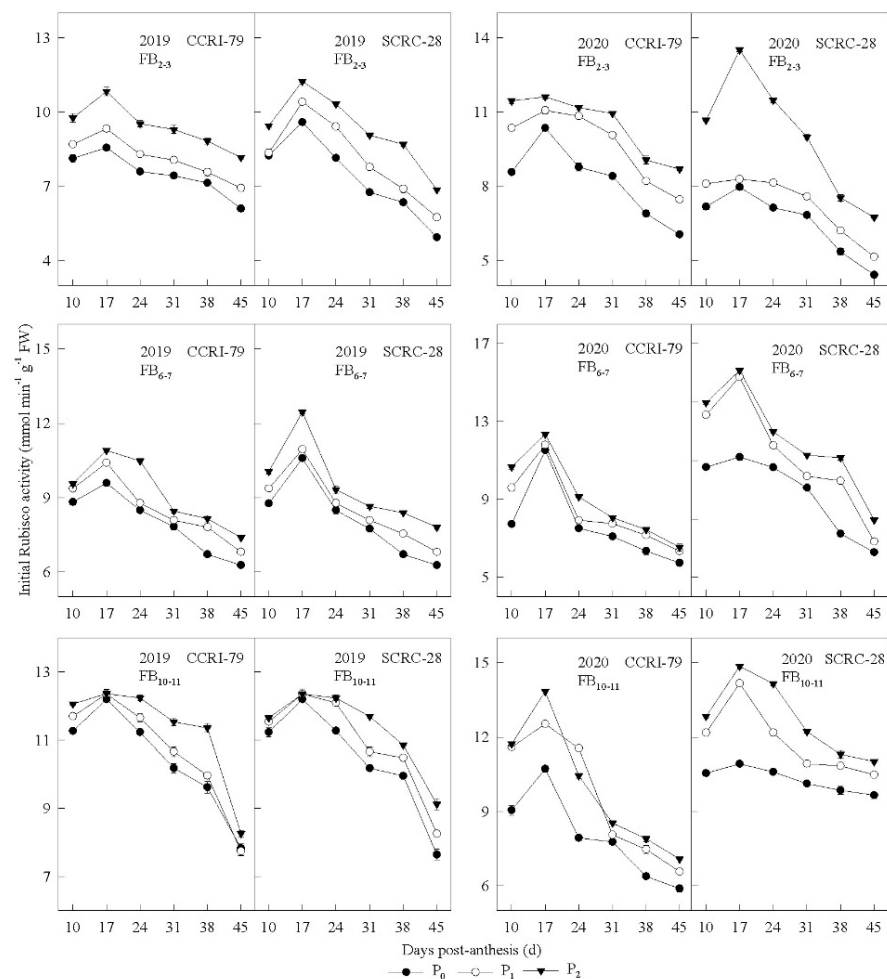 13
10
7
4
2019 CCRI-79
FB2-3
2019 SCRC-28
FB2-3
10 17 24 31 38 45 10 17 24 31 38 45
14
11
8
5
2020 CCRI-79
FB2-3
2020 SCRC-28
FB2-3
10 17 24 31 38 45 10 17 24 31 38 45
Initial Rubisco activity (mmol min-1 g-1 FW)
15
12
9
6
2019 CCRI-79
FB6-7
2019 SCRC-28
FB6-7
10 17 24 31 38 45 10 17 24 31 38 45
17
13
9
5
2020 CCRI-79
FB6-7
2020 SCRC-28
FB6-7
10 17 24 31 38 45 10 17 24 31 38 45
13
11
9
7
2019 CCRI-79
FB10-11
2019 SCRC-28
FB10-11
10 17 24 31 38 45 10 17 24 31 38 45
15
12
9
6
2020 CCRI-79
FB10-11
2020 SCRC-28
FB10-11
10 17 24 31 38 45 10 17 24 31 38 45
Days post-anthesis (d)
P0 P1 P2